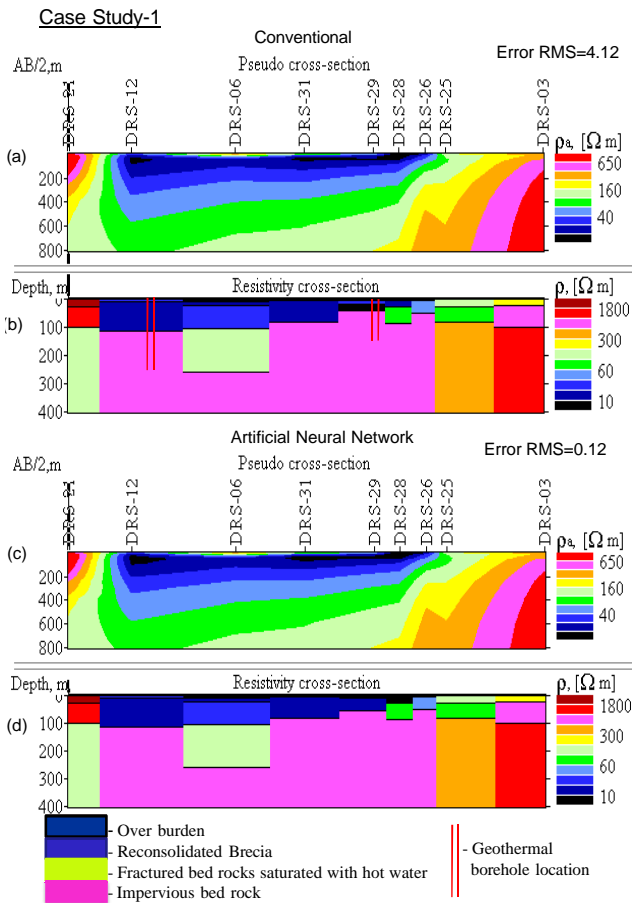 Case Study-1
Conventional
Error RMS=4.12
AB/2,m
Pseudo cross-section
DRS-21
DRS-12
DRS-06
DRS-31
DRS-29
DRS-28
DRS-26
DRS-25
DRS-03
(a)
200
400
600
800
ρa, [Ω m]
650
160
40
Depth, m
Resistivity cross-section
(b)
0
100
200
300
400
ρ, [Ω m]
1800
300
60
10
Artificial Neural Network
Error RMS=0.12
AB/2,m
Pseudo cross-section
DRS-21
DRS-12
DRS-06
DRS-31
DRS-29
DRS-28
DRS-26
DRS-25
DRS-03
(c)
200
400
600
800
ρa, [Ω m]
650
160
40
Depth, m
Resistivity cross-section
(d)
0
100
200
300
400
ρ, [Ω m]
1800
300
60
10
- Over burden
- Reconsolidated Brecia
- Fractured bed rocks saturated with hot water
- Impervious bed rock
- Geothermal
borehole location